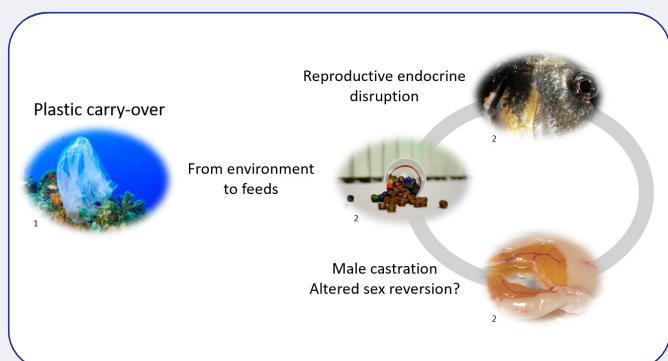 Reproductive endocrine
disruption
Plastic carry-over
2
From environment
to feeds
1
2
Male castration
Altered sex reversion?
2